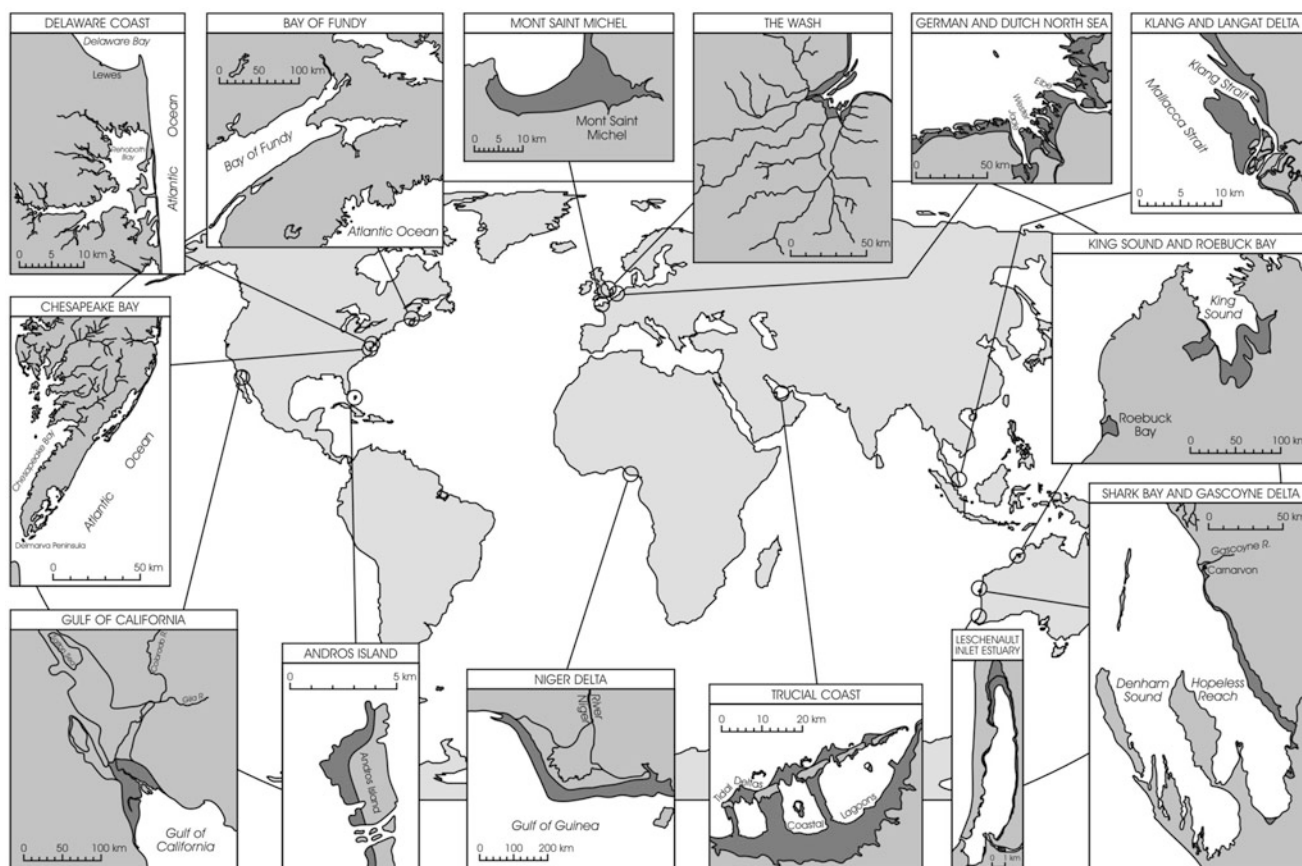 DELAWARE COAST
Delaware Bay
Lewes
Rehoboth
Bay
Atlantic Ocean
0 5 10 km
BAY OF FUNDY
0 50 100 km
Bay of Fundy
Atlantic Ocean
MONT SAINT MICHEL
Mont Saint
Michel
0 5 10 km
THE WASH
0 50 km
GERMAN AND DUTCH NORTH SEA
Elbe
Weser
Jade
0 50 km
KLANG AND LANGAT DELTA
Klang Strait
Mallacca Strait
0 5 10 km
CHESAPEAKE BAY
Chesapeake Bay
Atlantic Ocean
Delmarva Peninsula
0 50 km
KING SOUND AND ROEBUCK BAY
King
Sound
Roebuck
Bay
0 50 100 km
SHARK BAY AND GASCOYNE DELTA
0 50 km
Gascoyne R.
Carnarvon
Denham
Sound
Hopeless
Reach
GULF OF CALIFORNIA
Colorado R.
Gila R.
Gulf of
California
0 50 100 km
ANDROS ISLAND
0 5 km
Andros Island
NIGER DELTA
River
Niger
Gulf of Guinea
0 100 200 km
TRUCIAL COAST
0 10 20 km
Tidal Deltas
Coastal Lagoons
LESCHENAULT
INLET ESTUARY
0 1 km